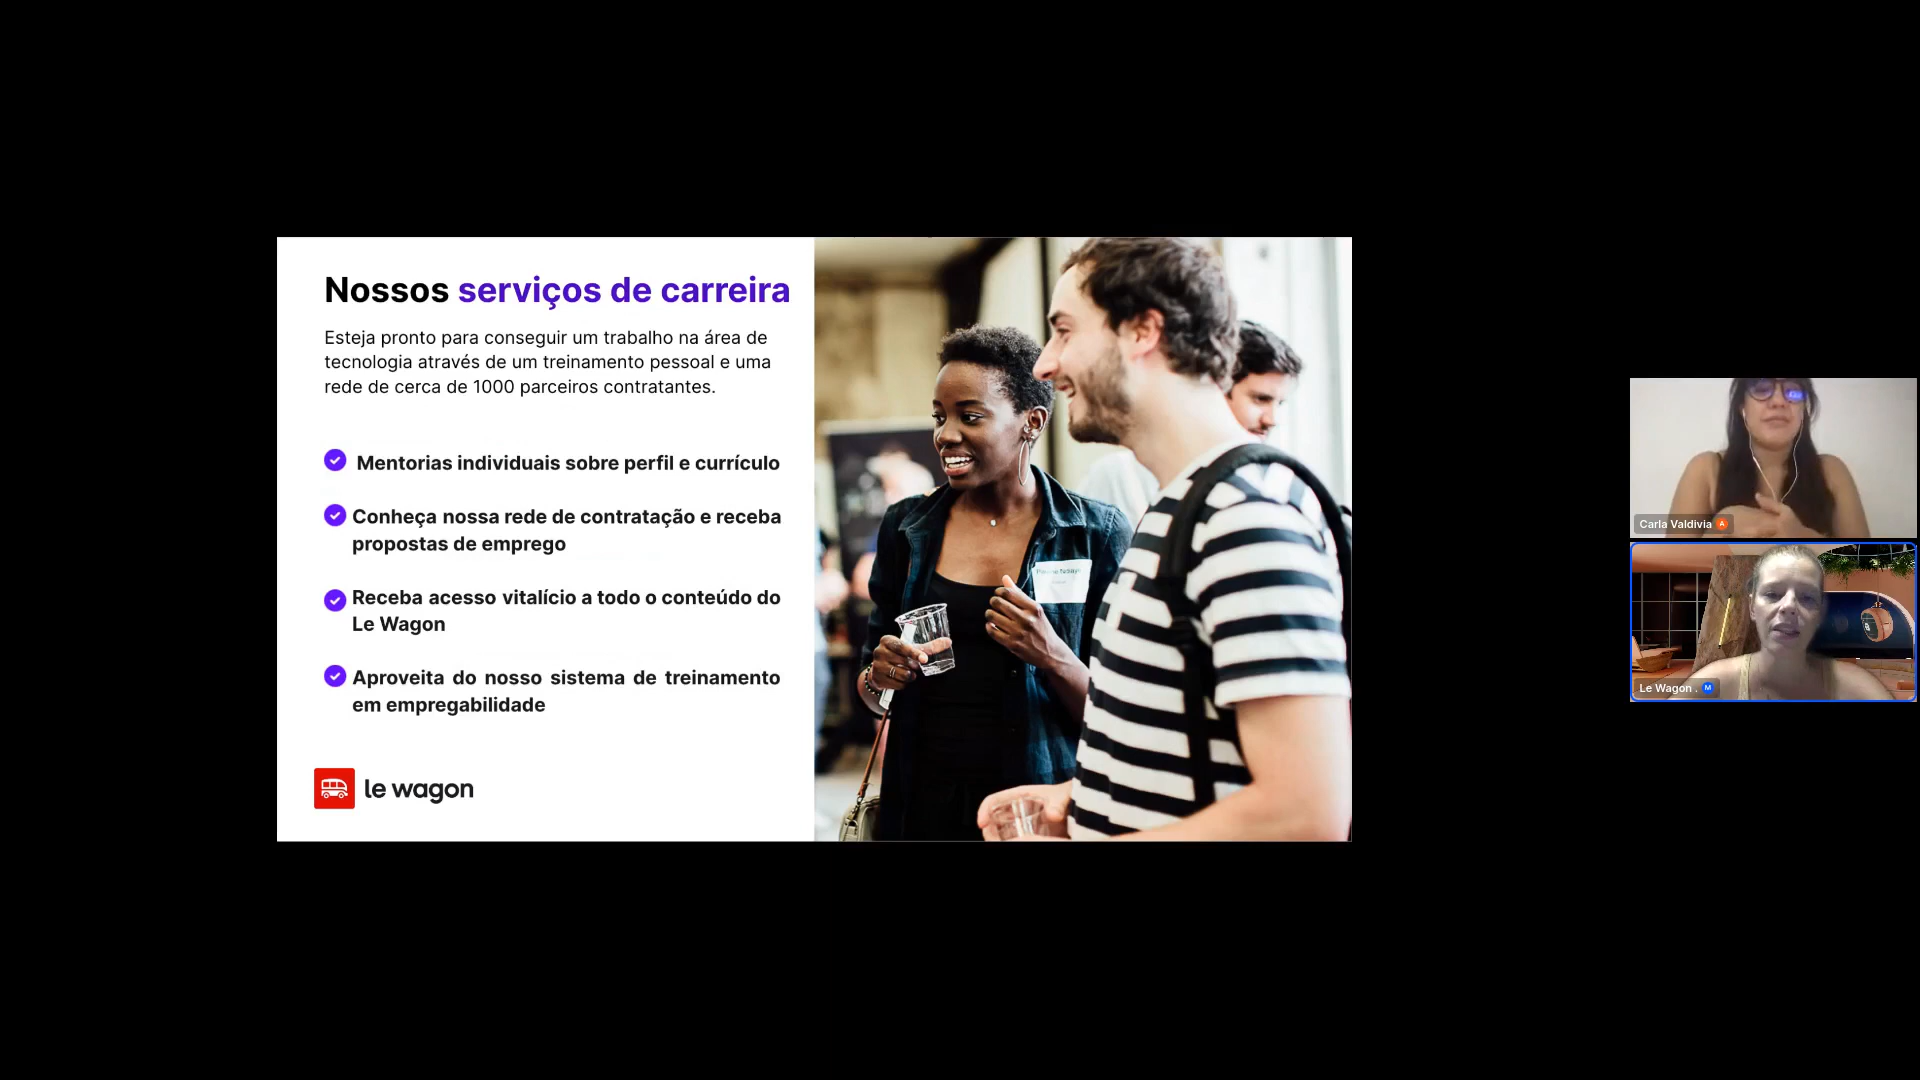 Nossos serviços de carreira
Esteja pronto para conseguir um trabalho na área de
tecnologia através de um treinamento pessoal e uma
rede de cerca de 1000 parceiros contratantes.
Mentorias individuais sobre perfil e currículo
Conheça nossa rede de contratação e receba
propostas de emprego
Receba acesso vitalício a todo o conteúdo do
Le Wagon
Aproveita do nosso sistema de treinamento
em empregabilidade
le wagon
Carla Valdivia A
Le Wagon . M